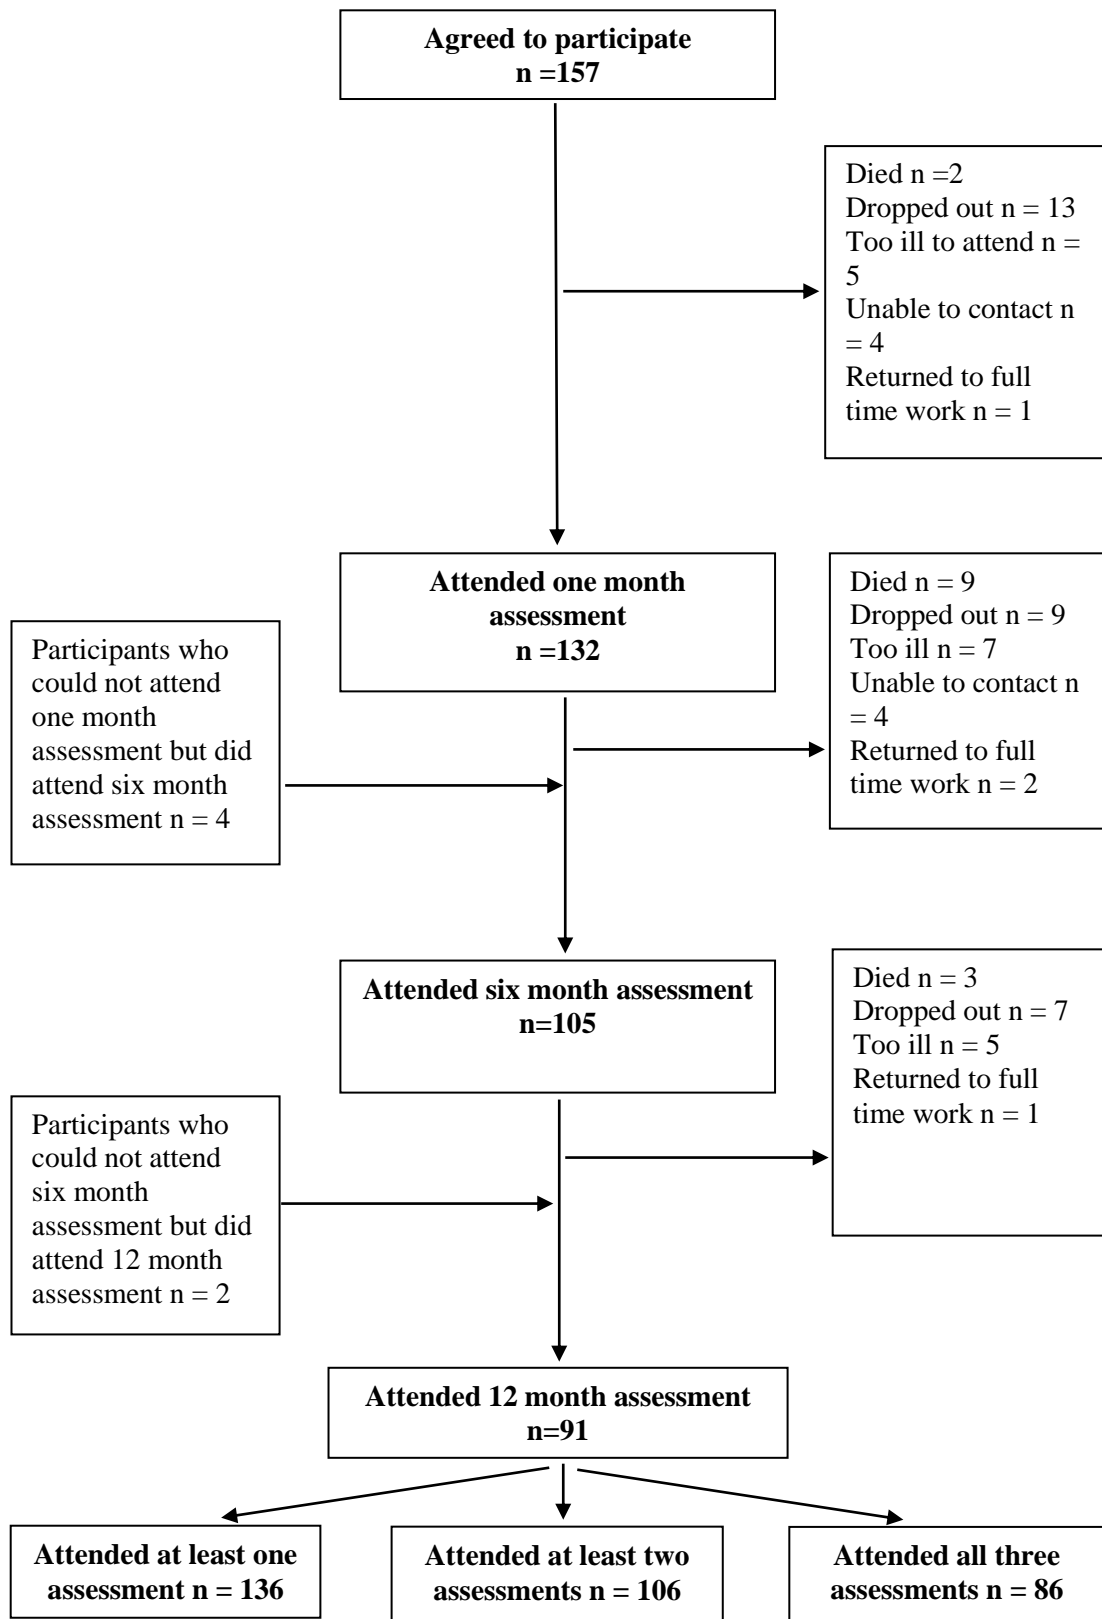 Agreed to participate
n =157
Died n =2
Dropped out n = 13
Too ill to attend n =
5
Unable to contact n
= 4
Returned to full
time work n = 1
Attended one month
assessment
n =132
Died n = 9
Dropped out n = 9
Too ill n = 7
Unable to contact n
= 4
Returned to full
time work n = 2
Participants who
could not attend
one month
assessment but did
attend six month
assessment n = 4
Attended six month assessment
n=105
Died n = 3
Dropped out n = 7
Too ill n = 5
Returned to full
time work n = 1
Participants who
could not attend
six month
assessment but did
attend 12 month
assessment n = 2
Attended 12 month assessment
n=91
Attended at least one
assessment n = 136
Attended at least two
assessments n = 106
Attended all three
assessments n = 86